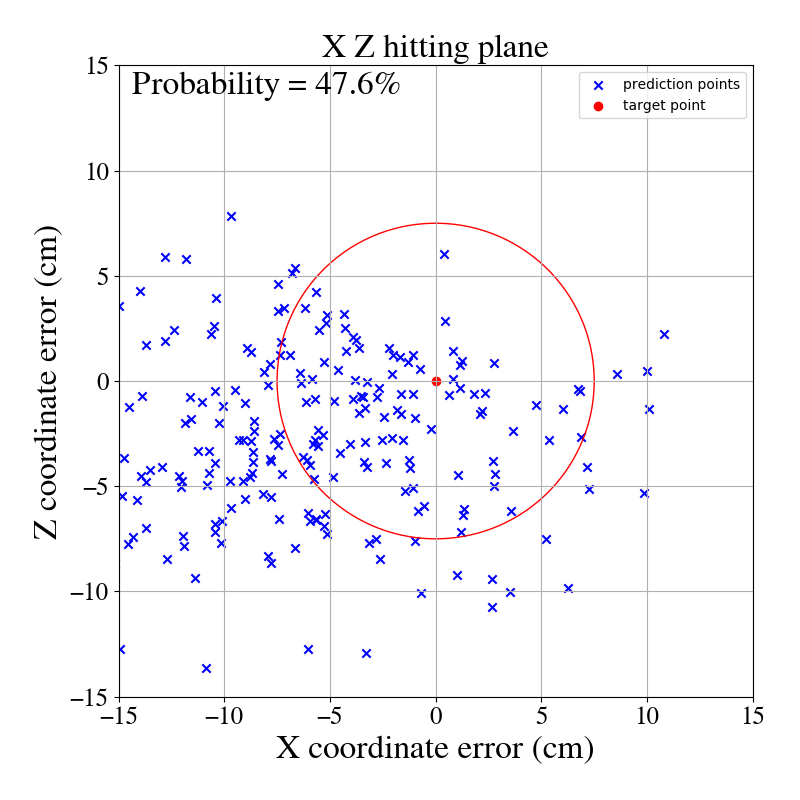 X Z hitting plane
Probability = 47.6%
prediction points
target point
15
10
5
0
−5
−10
−15
Z coordinate error (cm)
−15 −10 −5 0 5 10 15
X coordinate error (cm)